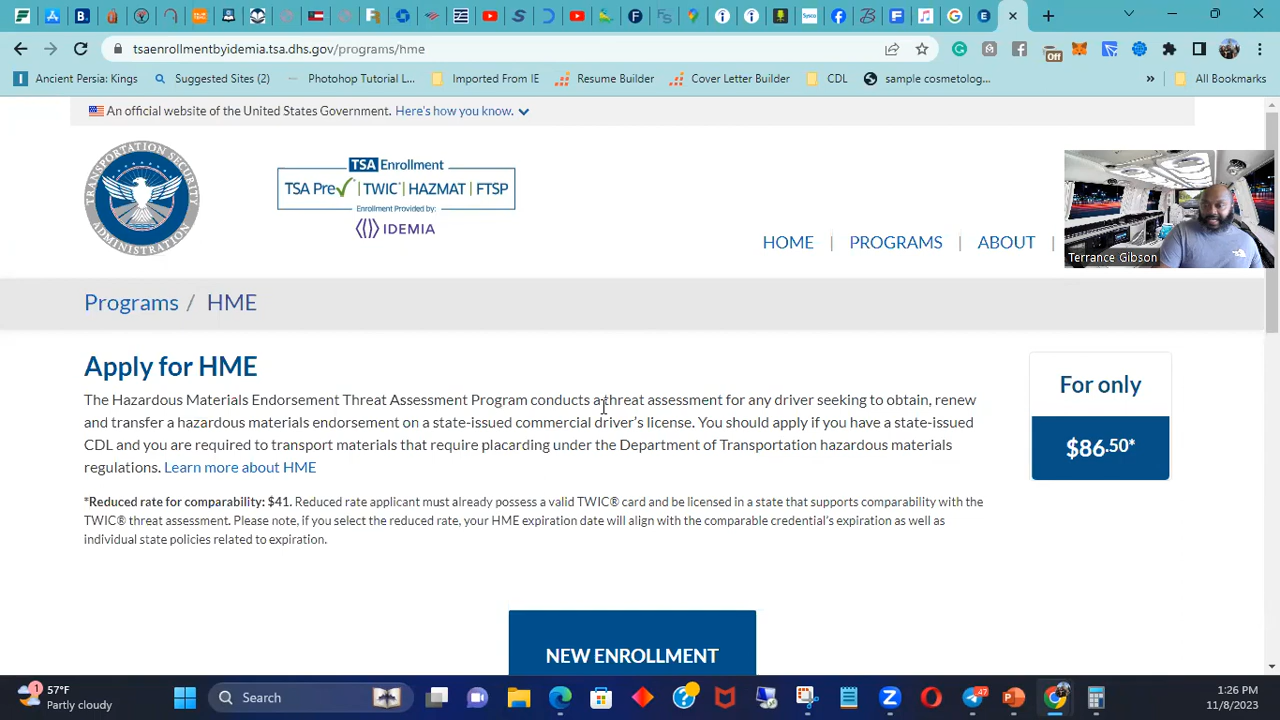 tsaenrollmentbyidemia.tsa.dhs.gov/programs/hme
Off
Ancient Persia: Kings
Suggested Sites (2)
Photohop Tutorial L...
Imported From IE
Resume Builder
Cover Letter Builder
CDL
sample cosmetolog...
»
All Bookmarks
An official website of the United States Government. Here's how you know.
TRANSPORTATION SECURITY ADMINISTRATION
TSA Enrollment
TSA Pre✓ | TWIC | HAZMAT | FTSP
Enrollment Provided by:
IDEMIA
HOME | PROGRAMS | ABOUT |
Terrance Gibson
Programs / HME
Apply for HME
The Hazardous Materials Endorsement Threat Assessment Program conducts a threat assessment for any driver seeking to obtain, renew
and transfer a hazardous materials endorsement on a state-issued commercial driver's license. You should apply if you have a state-issued
CDL and you are required to transport materials that require placarding under the Department of Transportation hazardous materials
regulations. Learn more about HME
For only
$86.50*
*Reduced rate for comparability: $41. Reduced rate applicant must already possess a valid TWIC® card and be licensed in a state that supports comparability with the
TWIC® threat assessment. Please note, if you select the reduced rate, your HME expiration date will align with the comparable credential's expiration as well as
individual state policies related to expiration.
NEW ENROLLMENT
1
57°F
Partly cloudy
Search
47
1:26 PM
11/8/2023